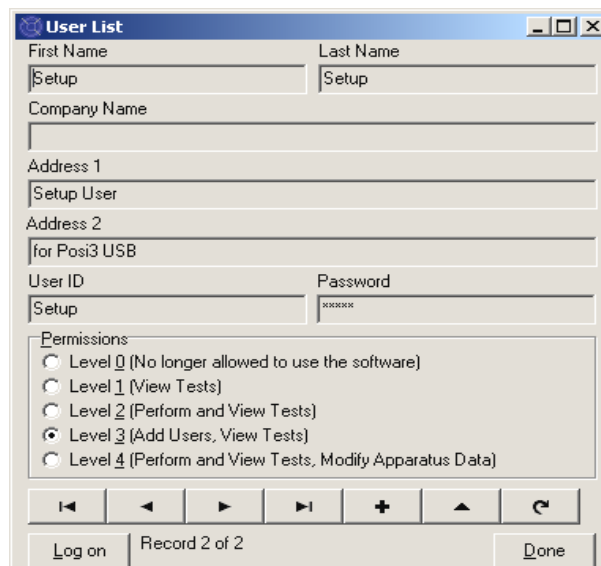 User List
First Name Last Name
Setup Setup
Company Name
Address 1
Setup User
Address 2
for Posi3 USB
User ID Password
Setup *****
Permissions
Level 0 (No longer allowed to use the software)
Level 1 (View Tests)
Level 2 (Perform and View Tests)
Level 3 (Add Users, View Tests)
Level 4 (Perform and View Tests, Modify Apparatus Data)
Log on Record 2 of 2 Done